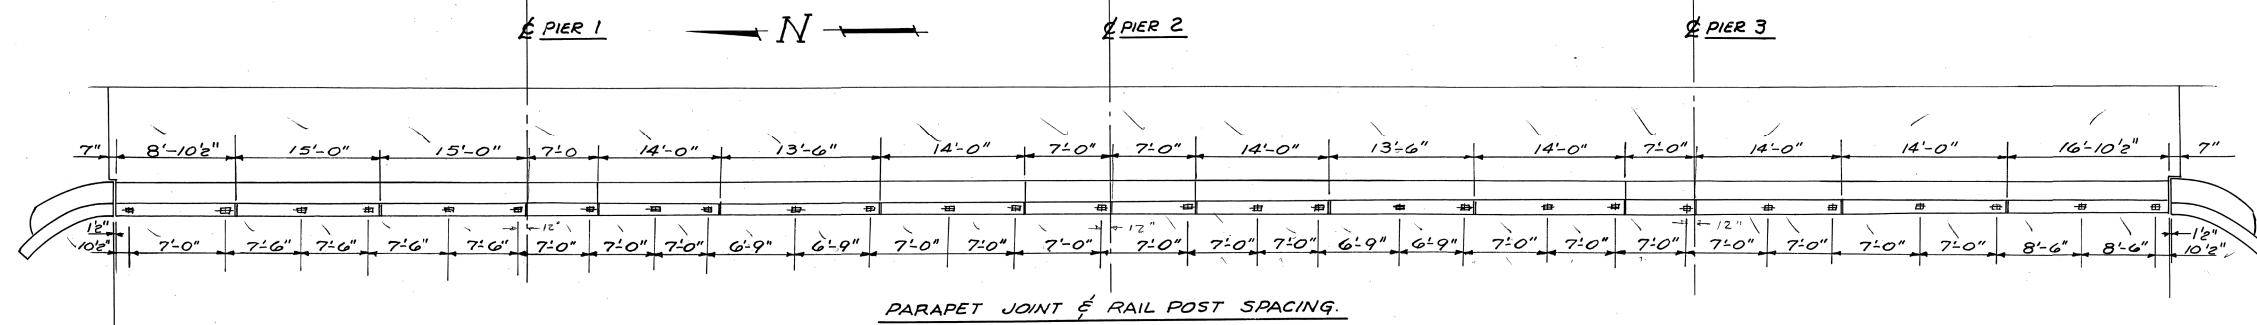 ℄ PIER 1 N ℄ PIER 2 ℄ PIER 3
7" 8'-10½" 15'-0" 15'-0" 7'-0 14'-0" 13'-6" 14'-0" 7'-0" 7'-0" 14'-0" 13'-6" 14'-0" 7'-0" 14'-0" 14'-0" 16'-10½" 7"
1½" 12" 12" 12" 1½"
10½" 7'-0" 7'-6" 7'-6" 7'-6" 7'-6" 7'-0" 7'-0" 7'-0" 6'-9" 6'-9" 7'-0" 7'-0" 7'-0" 7'-0" 7'-0" 7'-0" 6'-9" 6'-9" 7'-0" 7'-0" 7'-0" 7'-0" 7'-0" 7'-0" 7'-0" 8'-6" 8'-6" 10½"
PARAPET JOINT & RAIL POST SPACING.